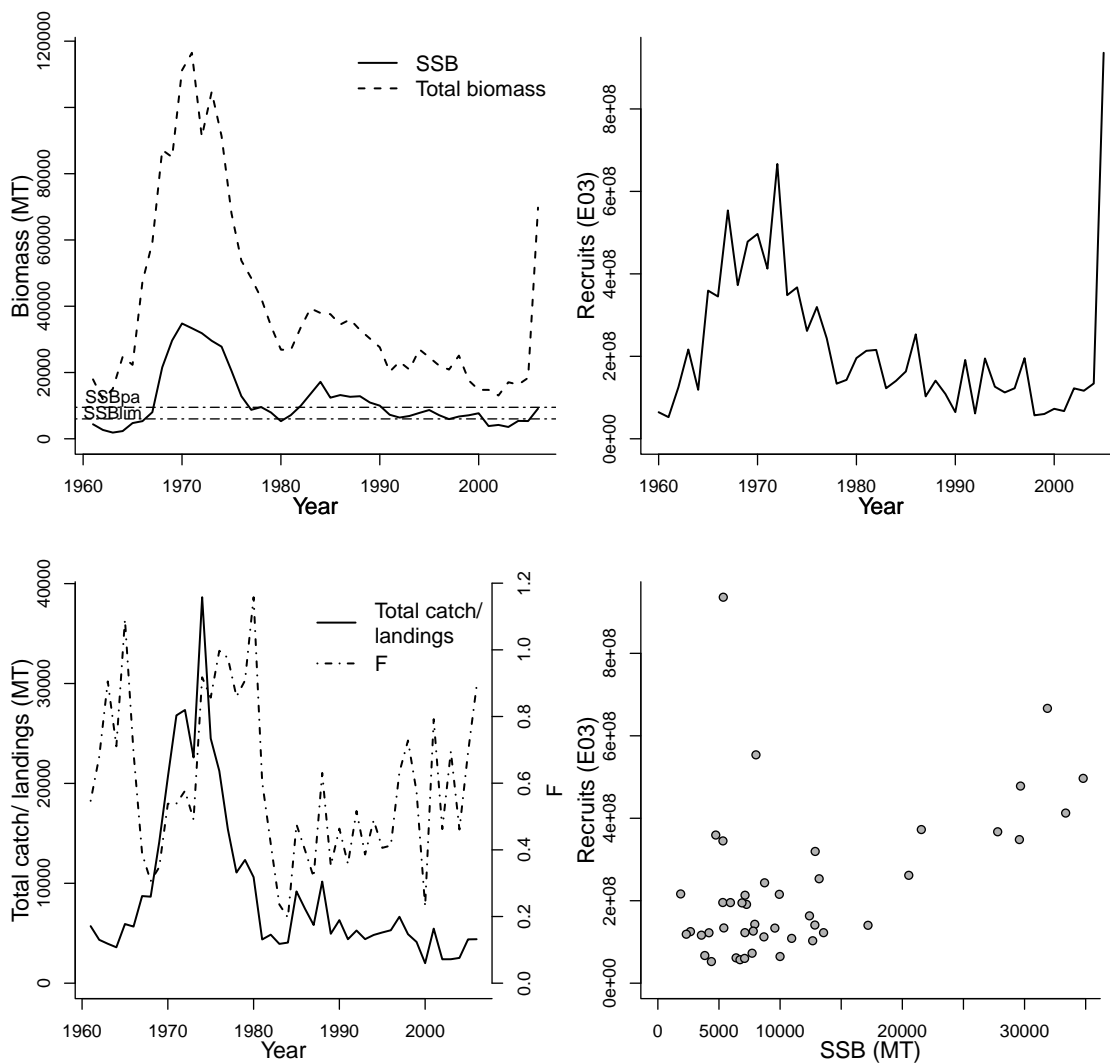 SSB
Total biomass
SSBpa
SSBlim
Biomass (MT)
0
20000
40000
60000
80000
120000
1960
1970
1980
1990
2000
Year
Recruits (E03)
0e+00
2e+08
4e+08
6e+08
8e+08
1960
1970
1980
1990
2000
Year
Total catch/
landings
F
Total catch/ landings (MT)
0
10000
20000
30000
40000
F
0.0
0.2
0.4
0.6
0.8
1.0
1.2
1960
1970
1980
1990
2000
Year
Recruits (E03)
0e+00
2e+08
4e+08
6e+08
8e+08
0
5000
10000
20000
30000
SSB (MT)